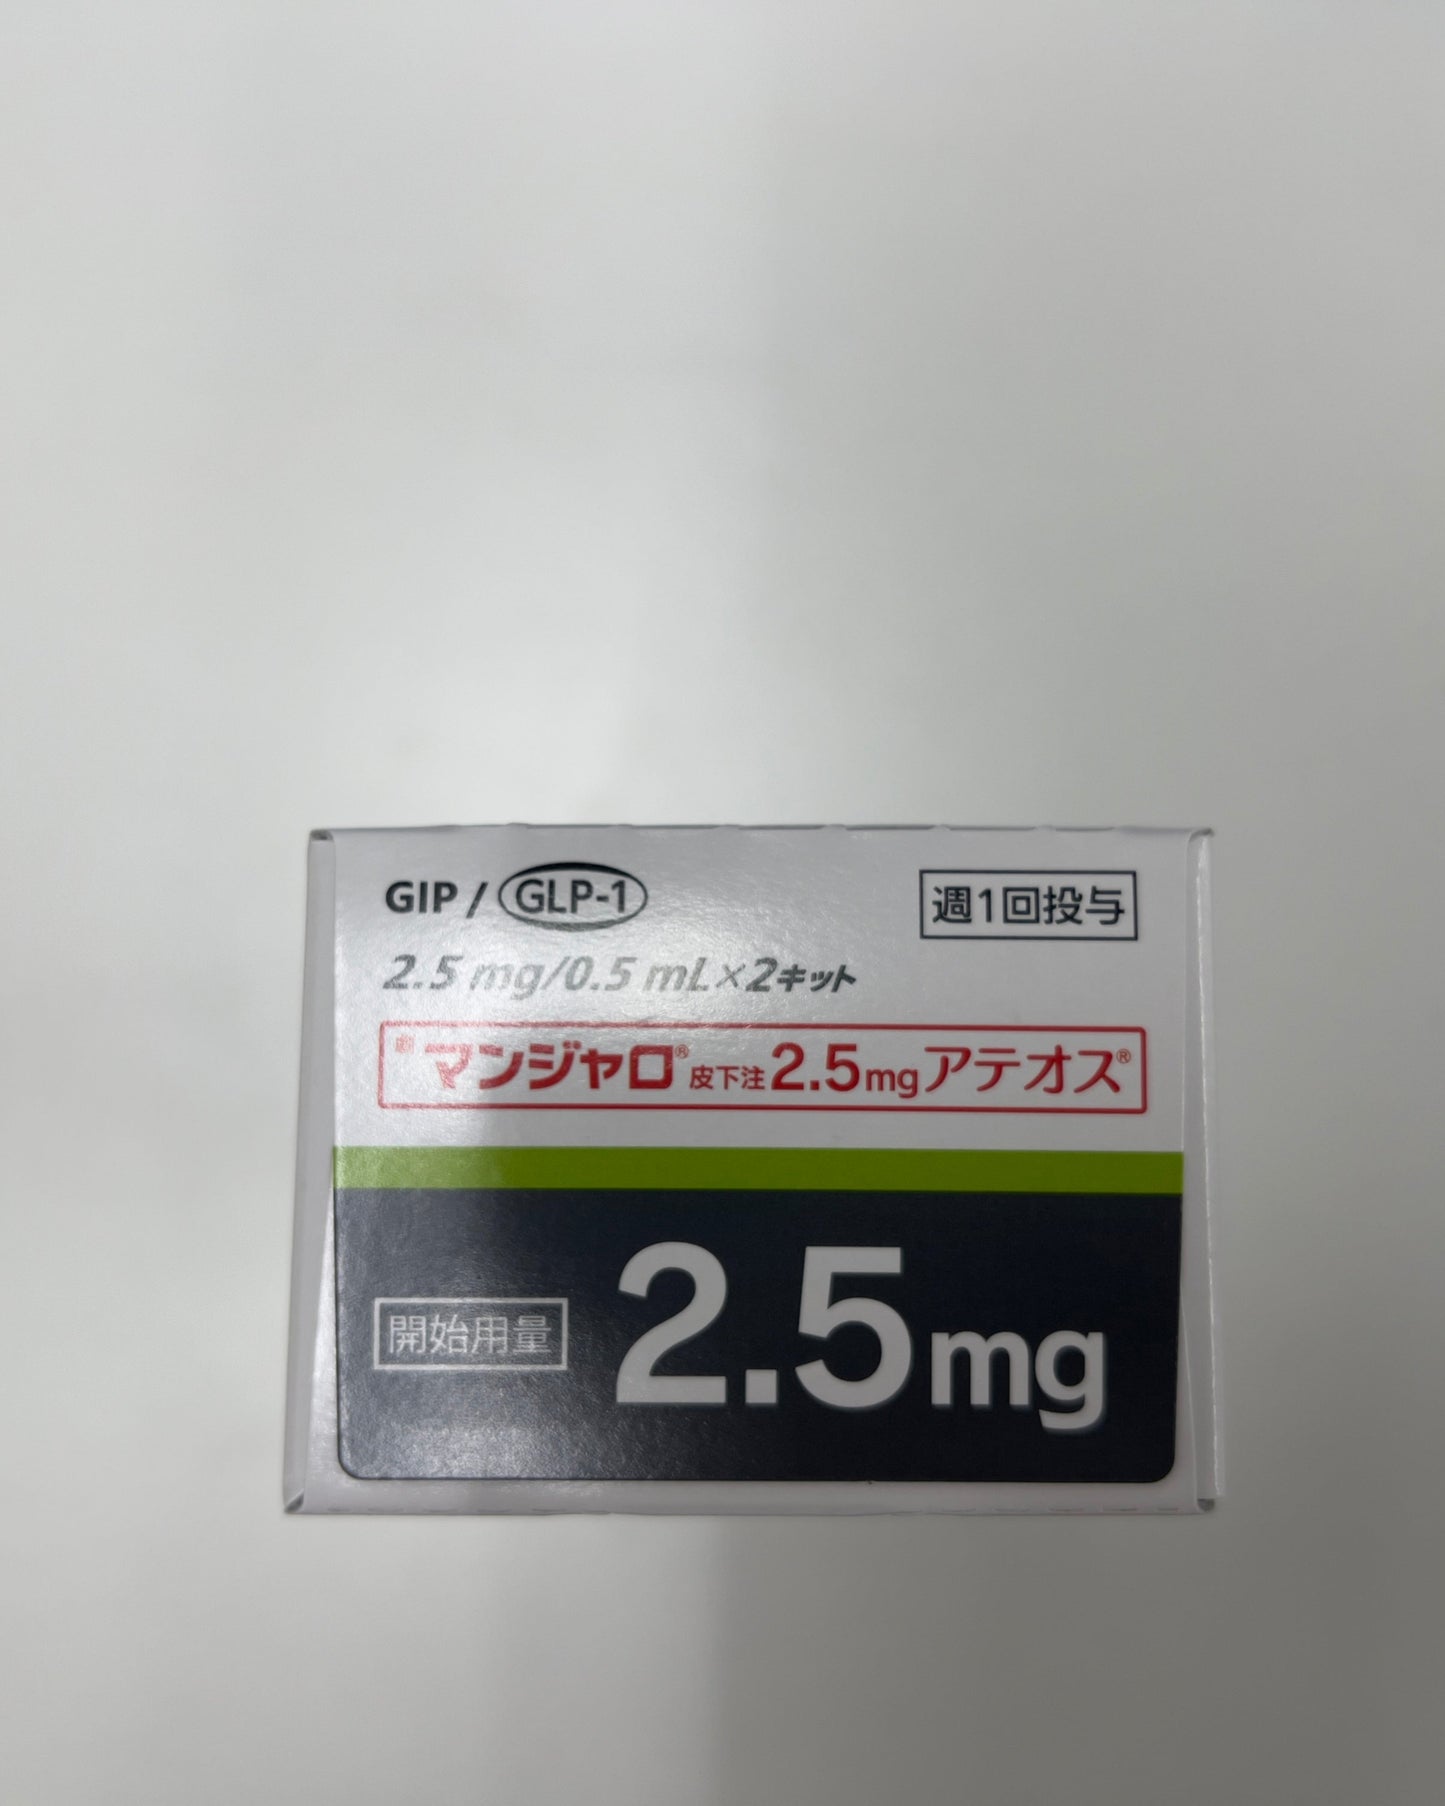 GIP / GLP-1
週1回投与
2.5 mg/0.5 mL×2キット
劇 マンジャロ® 皮下注 2.5mg アテオス®
開始用量
2.5mg